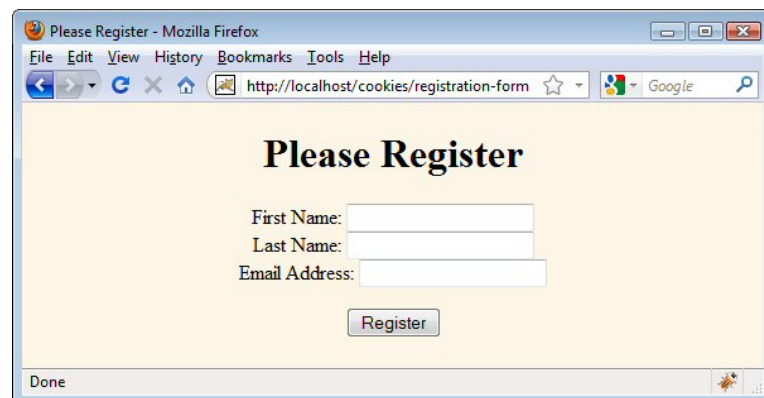 Please Register - Mozilla Firefox
File Edit View History Bookmarks Tools Help
http://localhost/cookies/registration-form Google
Please Register
First Name:
Last Name:
Email Address:
Register
Done